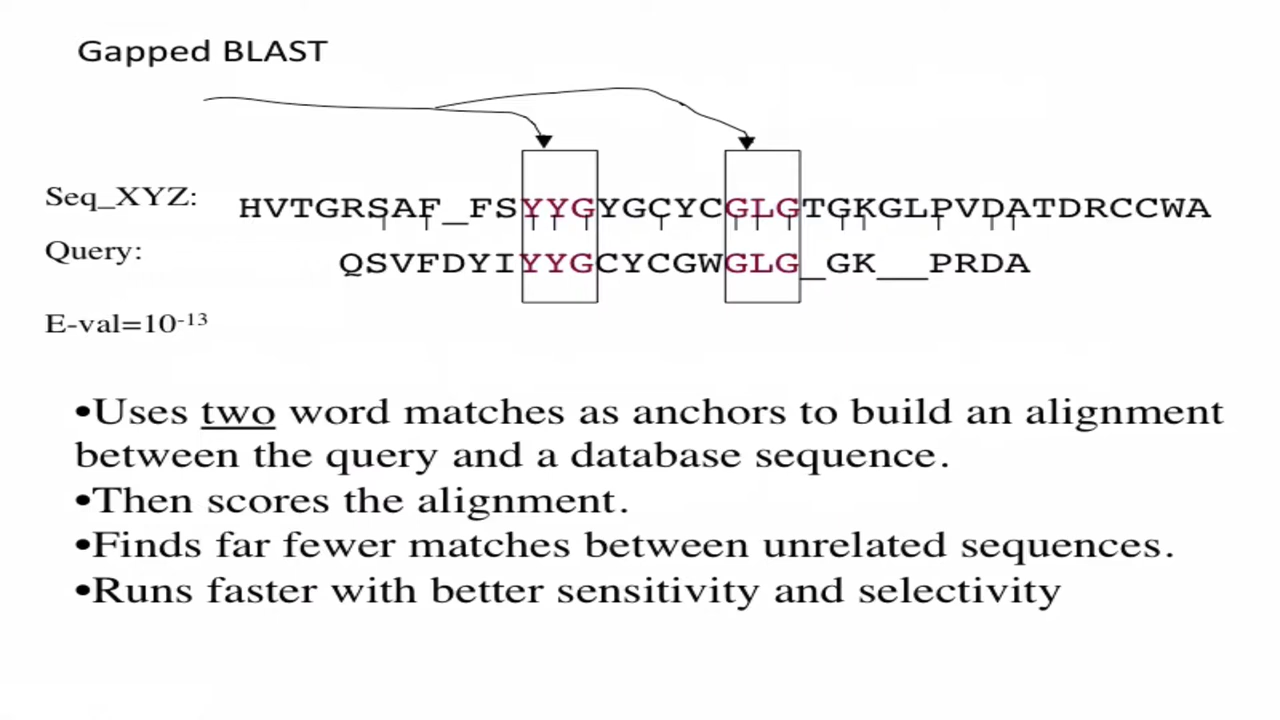 Gapped BLAST
Seq_XYZ: HVTGRSAF_FSYYGYGCYCGLGTGKGLPVDATDRCCWA
Query: QSVFDYIYYGCYCGWGLG_GK__PRDA
E-val=10⁻¹³
•Uses two word matches as anchors to build an alignment
between the query and a database sequence.
•Then scores the alignment.
•Finds far fewer matches between unrelated sequences.
•Runs faster with better sensitivity and selectivity